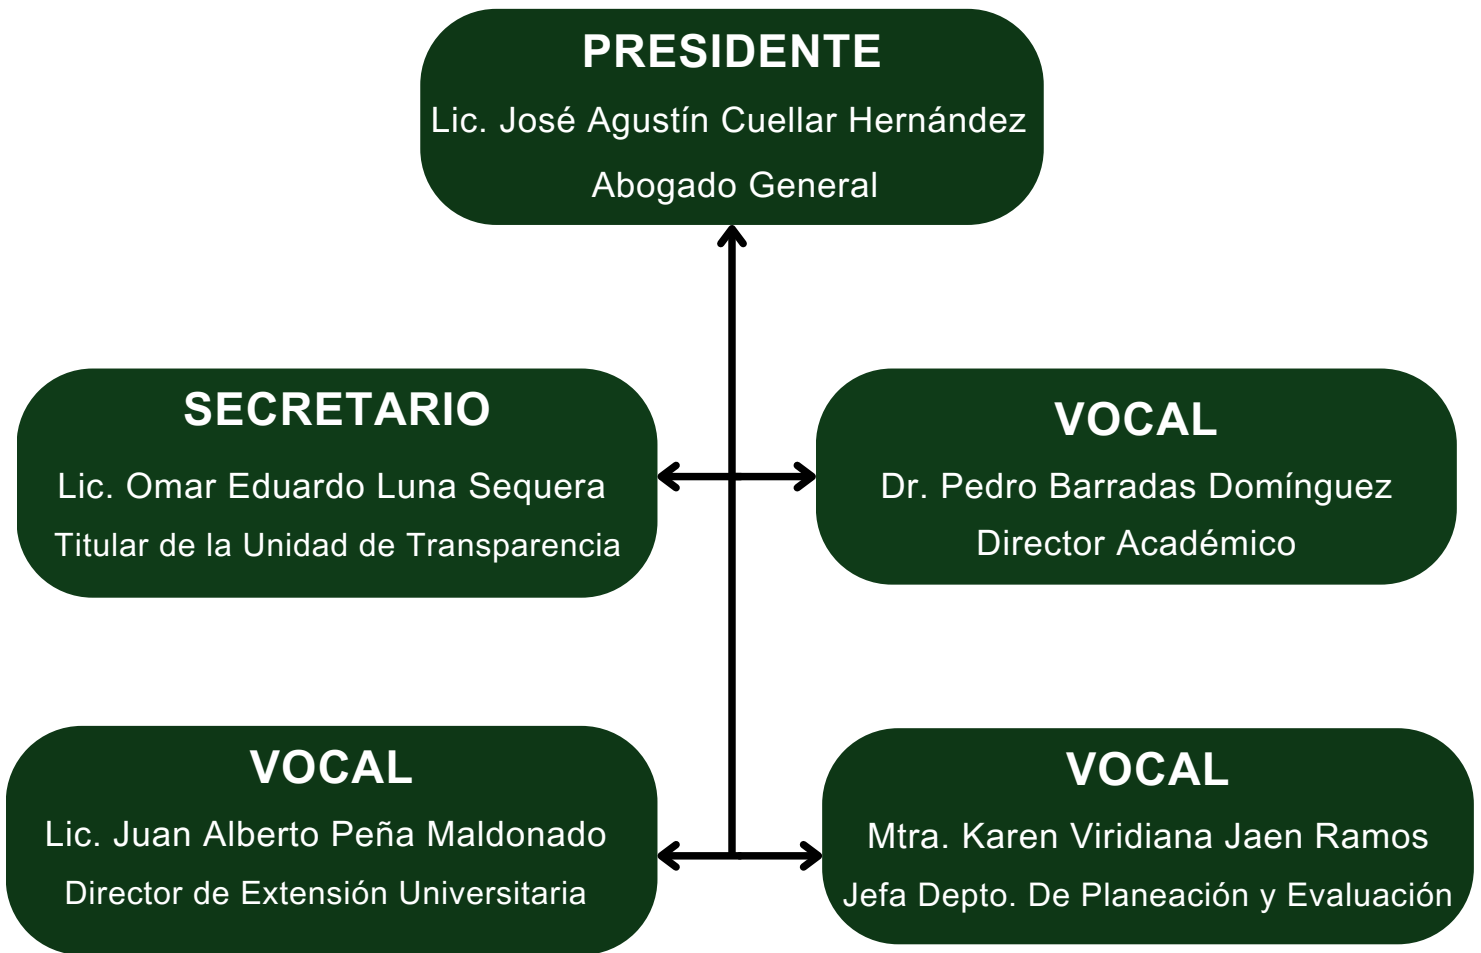 PRESIDENTE
Lic. José Agustín Cuellar Hernández
Abogado General
SECRETARIO
Lic. Omar Eduardo Luna Sequera
Titular de la Unidad de Transparencia
VOCAL
Dr. Pedro Barradas Domínguez
Director Académico
VOCAL
Lic. Juan Alberto Peña Maldonado
Director de Extensión Universitaria
VOCAL
Mtra. Karen Viridiana Jaen Ramos
Jefa Depto. De Planeación y Evaluación